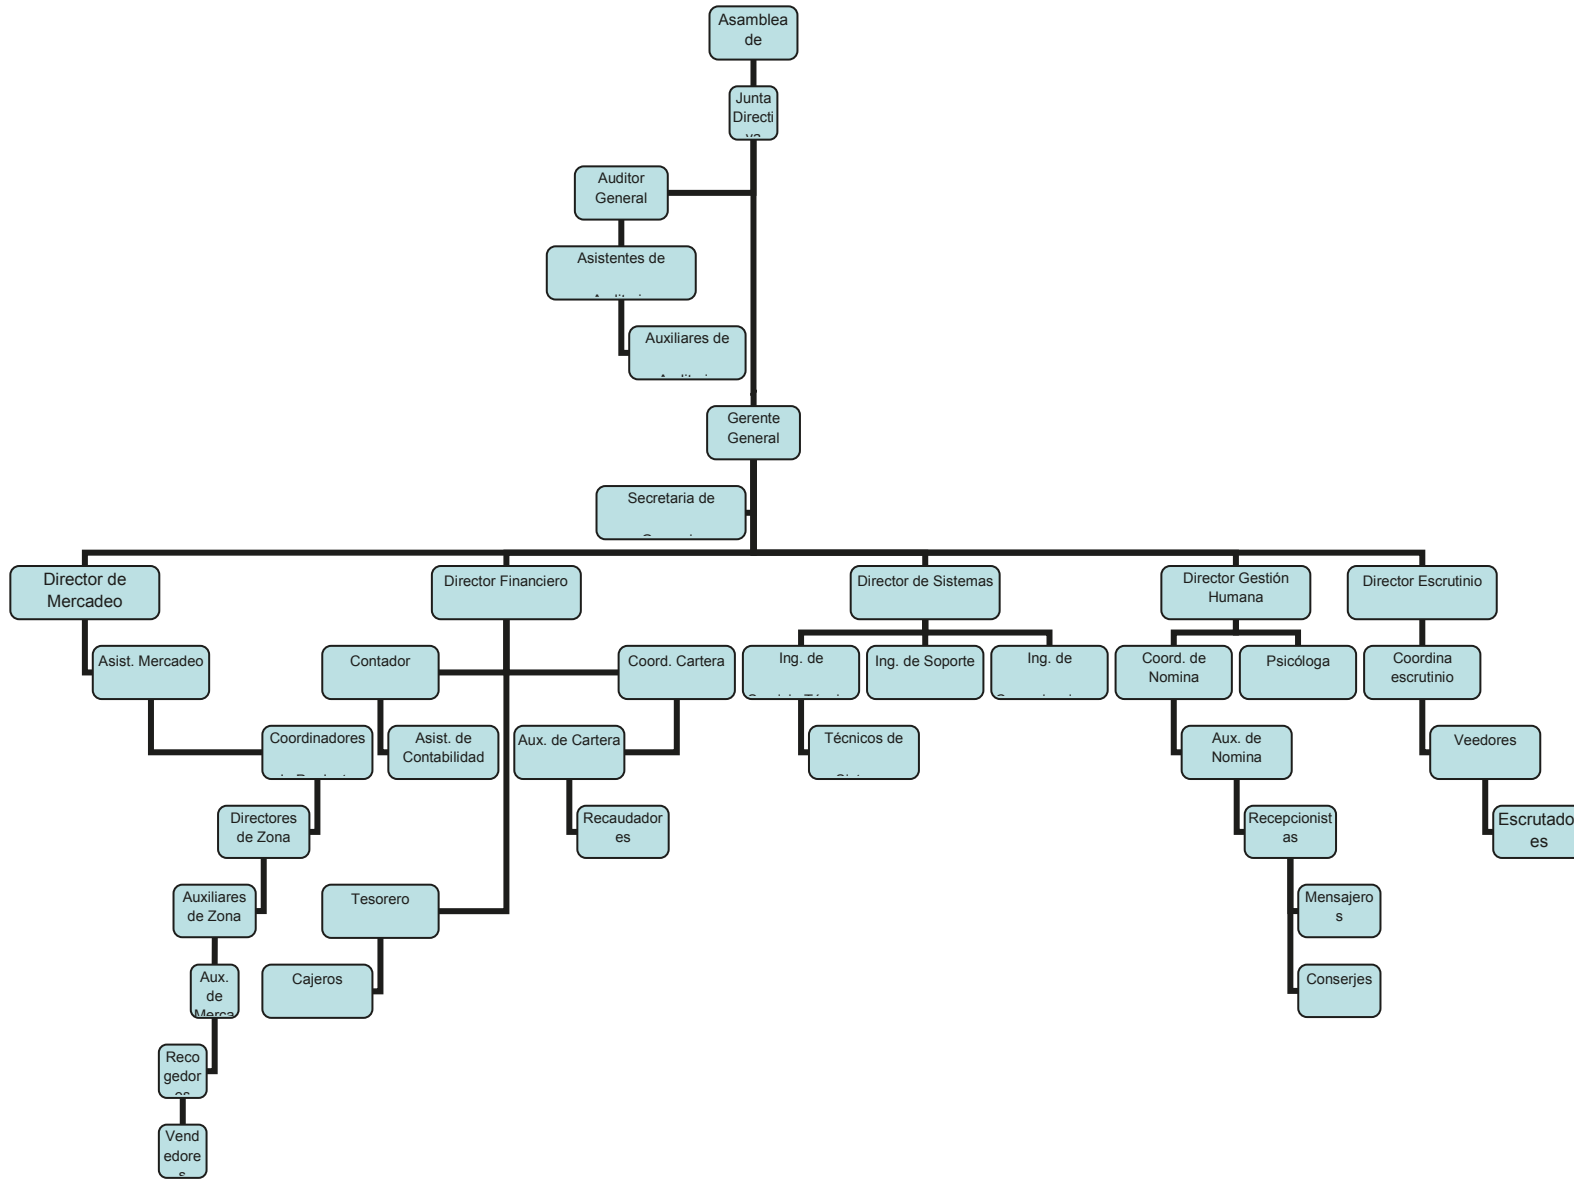 Asamblea
de
Junta
Directi
va
Auditor
General
Asistentes de
Auxiliares de
Gerente
General
Secretaria de
Director de
Mercadeo
Director Financiero
Director de Sistemas
Director Gestión
Humana
Director Escrutinio
Asist. Mercadeo
Contador
Coord. Cartera
Ing. de
Ing. de Soporte
Ing. de
Coord. de
Nomina
Psicóloga
Coordina
escrutinio
Coordinadores
Asist. de
Contabilidad
Aux. de Cartera
Técnicos de
Aux. de
Nomina
Veedores
Directores
de Zona
Recaudador
es
Recepcionist
as
Escrutado
es
Auxiliares
de Zona
Tesorero
Mensajero
s
Aux.
de
Merca
Cajeros
Conserjes
Reco
gedor
es
Vend
edore
s